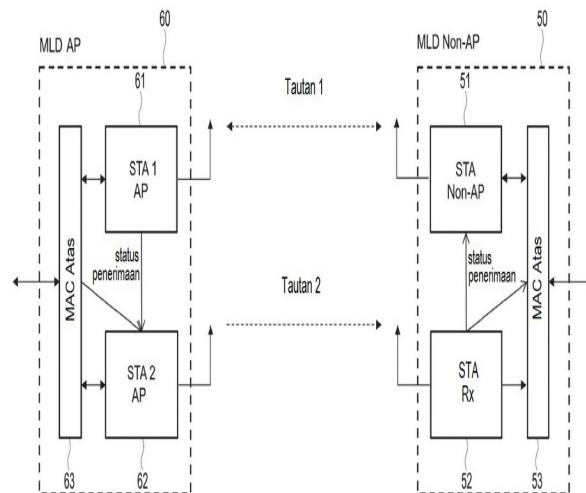 60
50
MLD AP
MLD Non-AP
61
51
Tautan 1
STA 1
AP
STA
Non-AP
MAC Atas
status
penerimaan
status
penerimaan
MAC Atas
Tautan 2
STA 2
AP
STA
Rx
63
62
52
53